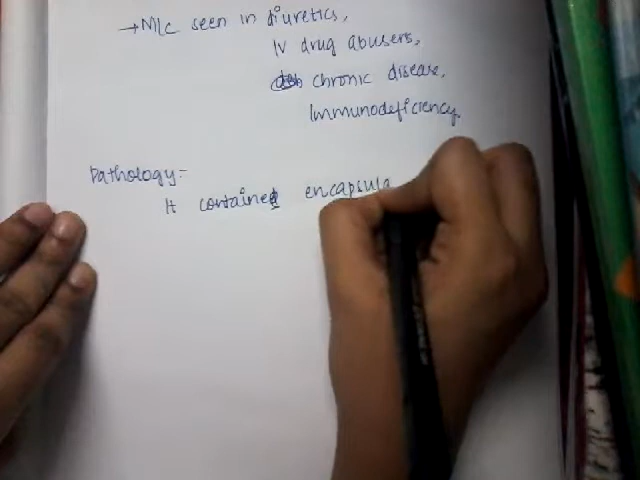 → M/c seen in diuretics,
IV drug abusers,
chronic disease,
Immunodeficiency
Pathology:-
It contained encapsula